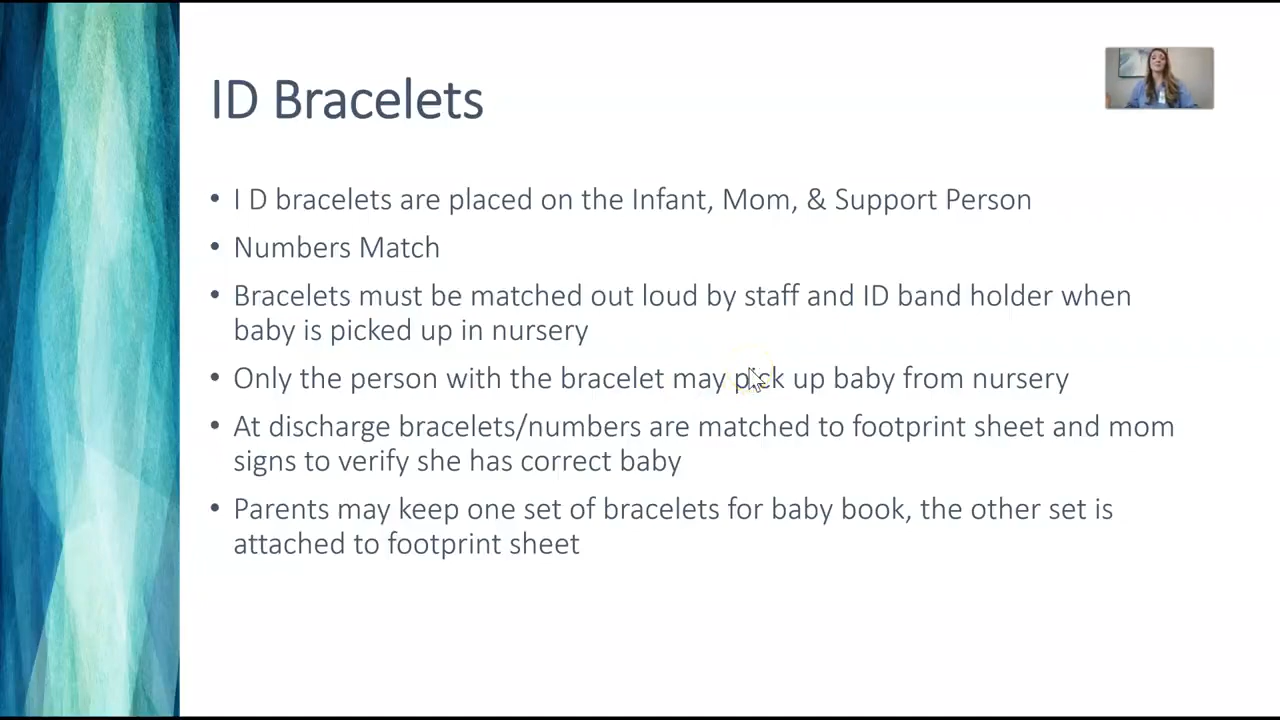 ID Bracelets
• I D bracelets are placed on the Infant, Mom, & Support Person
• Numbers Match
• Bracelets must be matched out loud by staff and ID band holder when
baby is picked up in nursery
• Only the person with the bracelet may pick up baby from nursery
• At discharge bracelets/numbers are matched to footprint sheet and mom
signs to verify she has correct baby
• Parents may keep one set of bracelets for baby book, the other set is
attached to footprint sheet